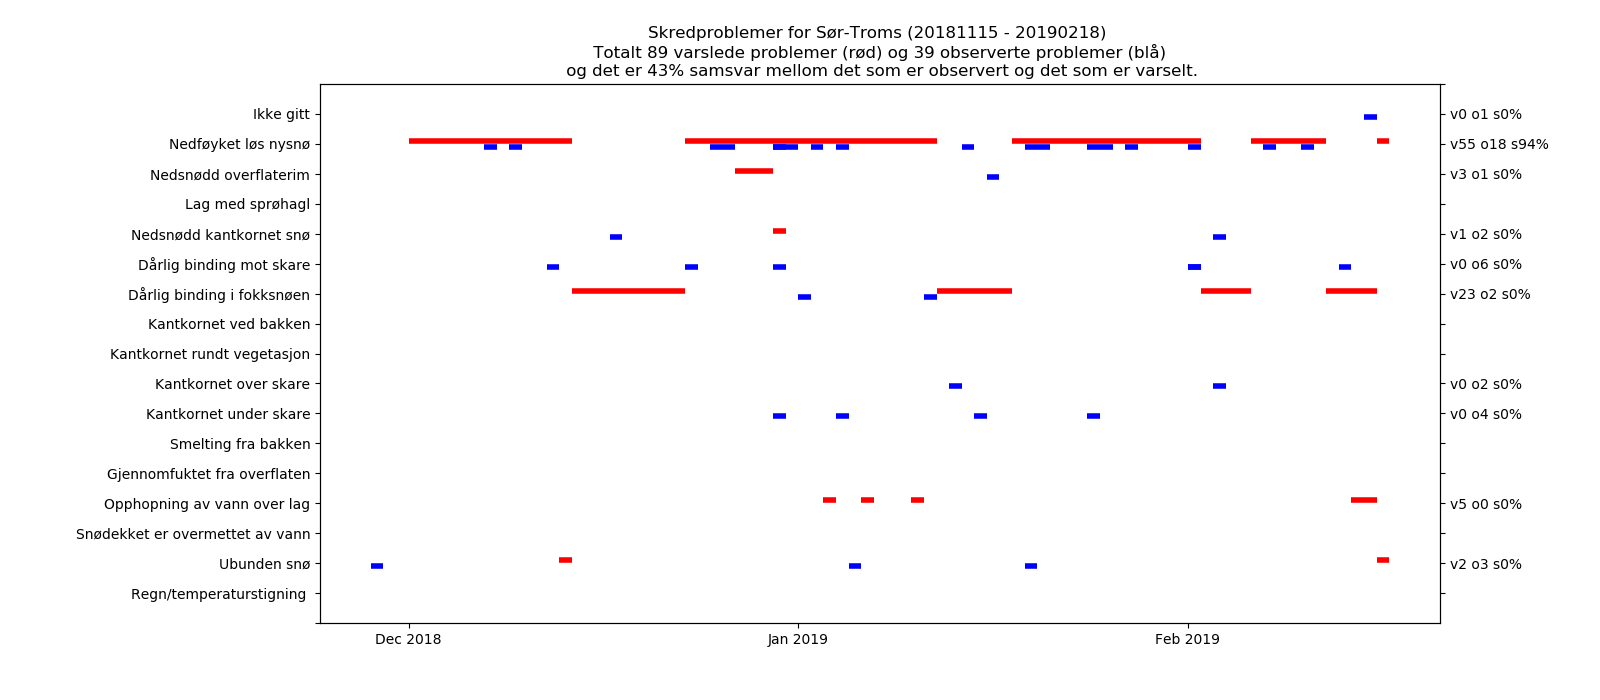 Skredproblemer for Sør-Troms (20181115 - 20190218)
Totalt 89 varslede problemer (rød) og 39 observerte problemer (blå)
og det er 43% samsvar mellom det som er observert og det som er varselt.
Ikke gitt
v0 o1 s0%
Nedføyket løs nysnø
v55 o18 s94%
Nedsnødd overflaterim
v3 o1 s0%
Lag med sprøhagl
Nedsnødd kantkornet snø
v1 o2 s0%
Dårlig binding mot skare
v0 o6 s0%
Dårlig binding i fokksnøen
v23 o2 s0%
Kantkornet ved bakken
Kantkornet rundt vegetasjon
Kantkornet over skare
v0 o2 s0%
Kantkornet under skare
v0 o4 s0%
Smelting fra bakken
Gjennomfuktet fra overflaten
Opphopning av vann over lag
v5 o0 s0%
Snødekket er overmettet av vann
Ubunden snø
v2 o3 s0%
Regn/temperaturstigning
Dec 2018
Jan 2019
Feb 2019